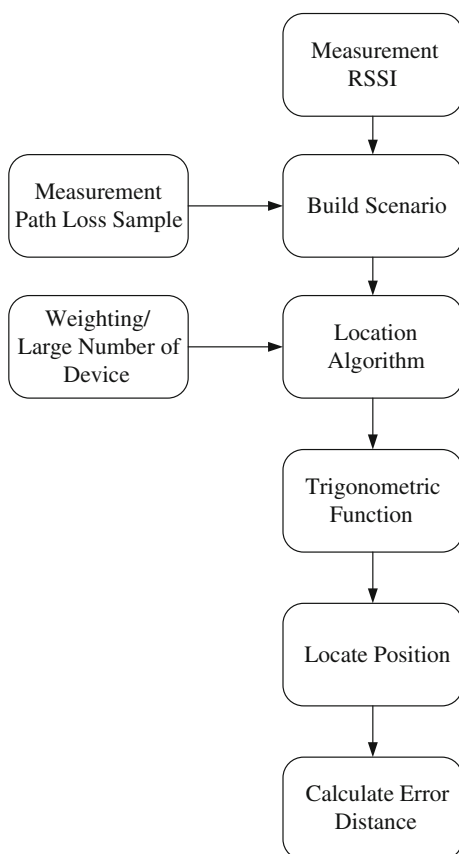 Measurement
RSSI
Measurement
Path Loss Sample
Build Scenario
Weighting/
Large Number of
Device
Location
Algorithm
Trigonometric
Function
Locate Position
Calculate Error
Distance